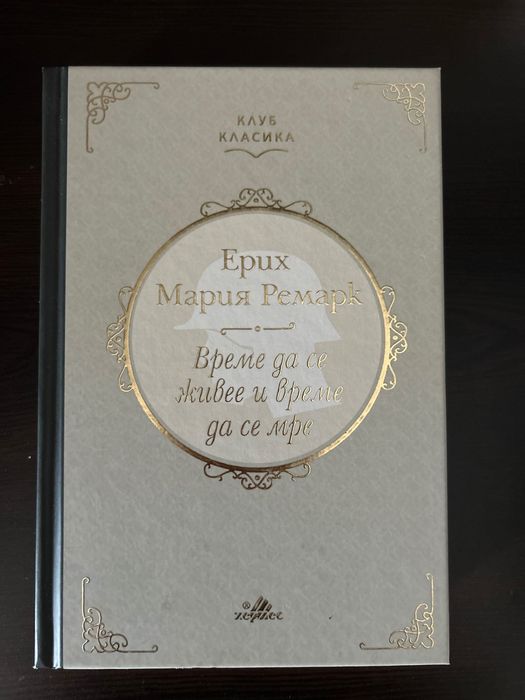 КЛУБ
КЛАСИКА
Ерих
Мария Ремарк
Време да се
живее и време
да се мре
®
хермес